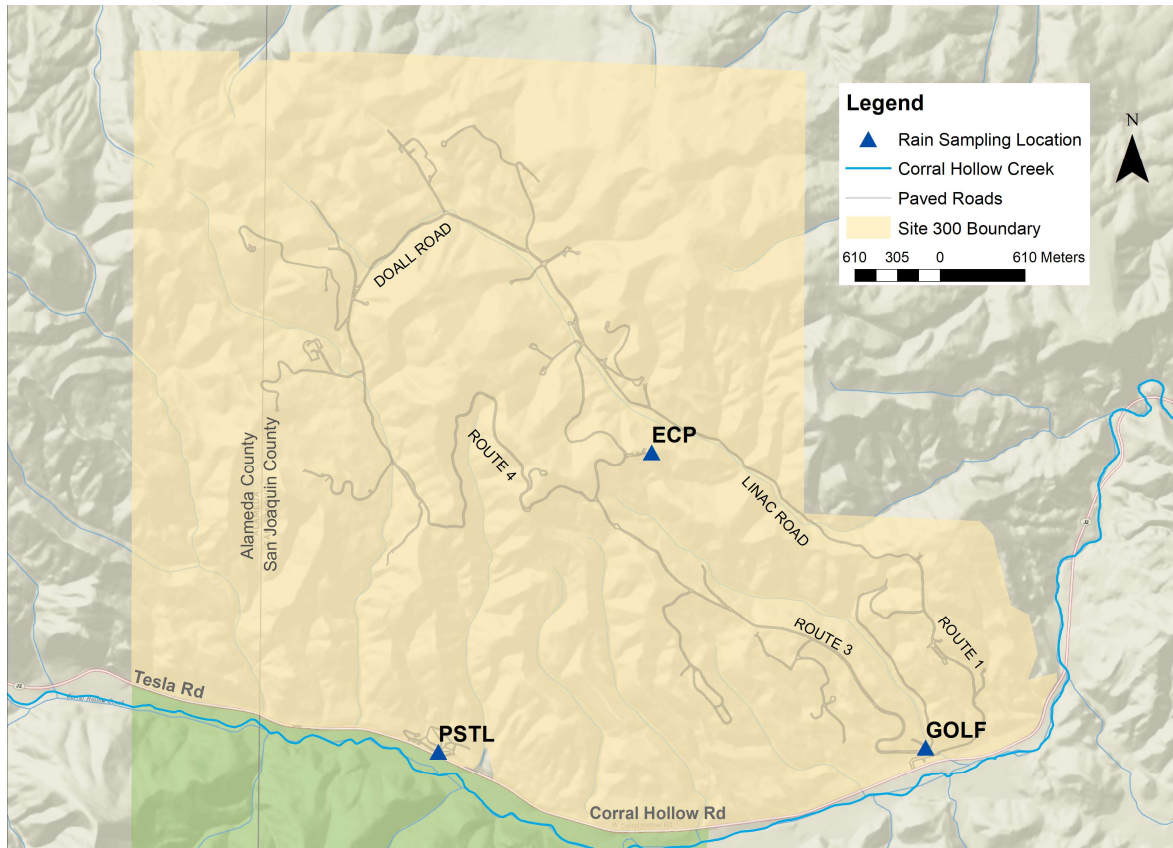 Legend
N
Rain Sampling Location
Corral Hollow Creek
Paved Roads
Site 300 Boundary
610 305 0 610 Meters
DOALL ROAD
ECP
ROUTE 4
LINAC ROAD
Alameda County
San Joaquin County
ROUTE 3
ROUTE 1
Tesla Rd
PSTL
GOLF
Corral Hollow Rd